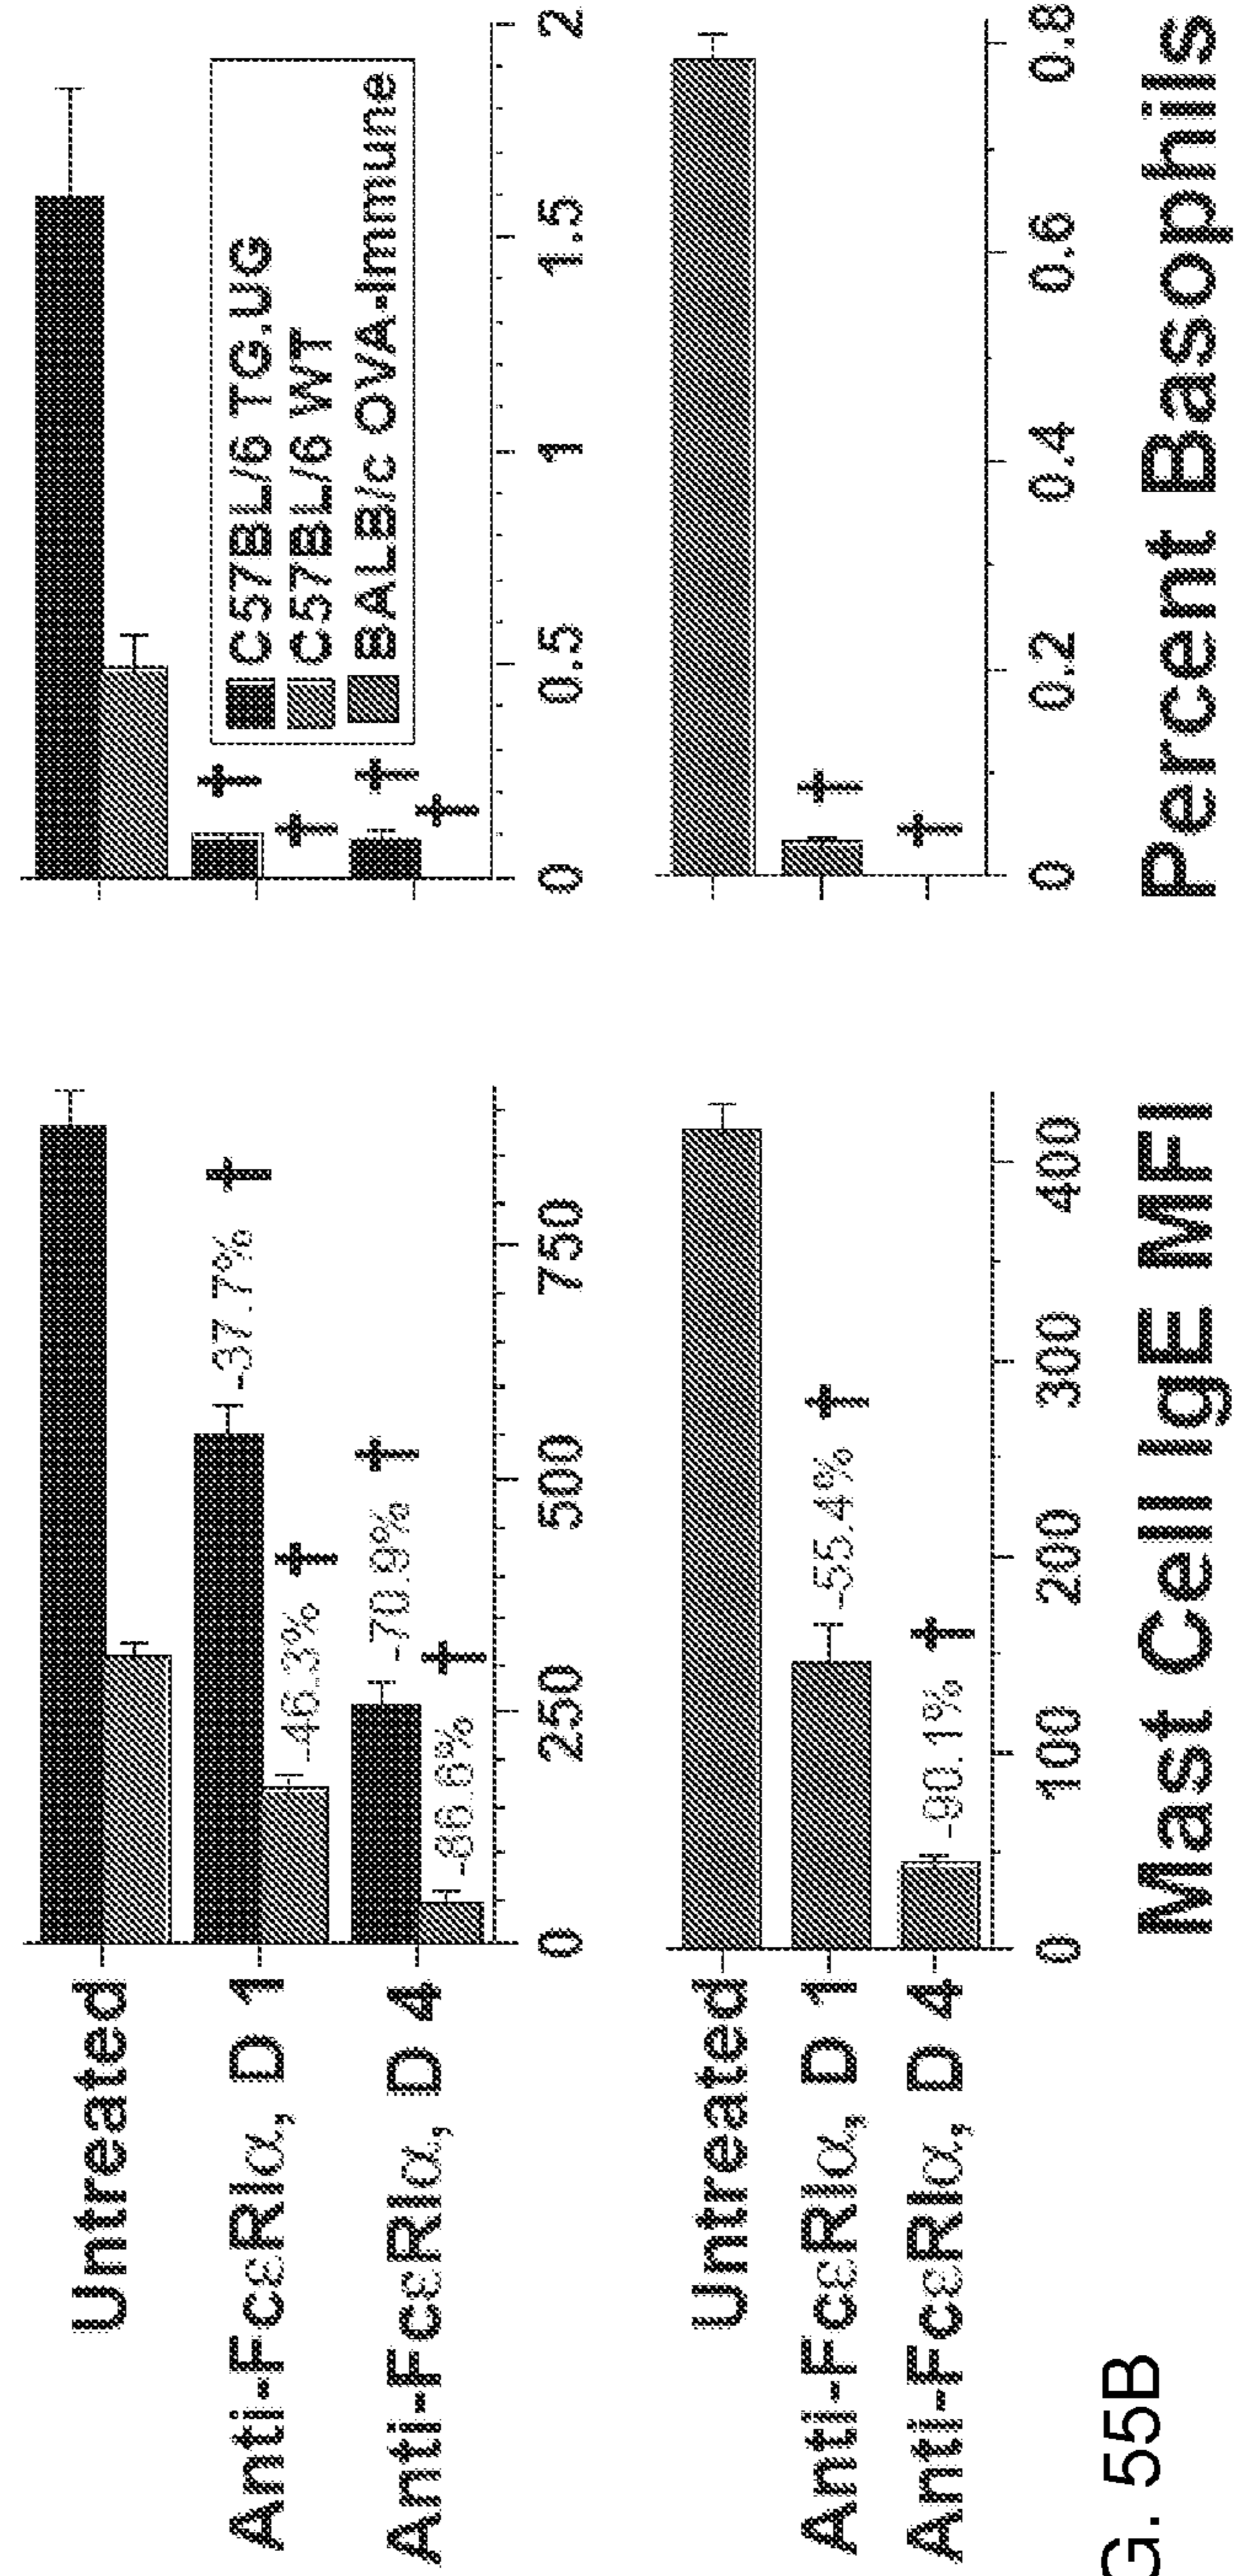 Untreated
Anti-FcεRIα, D 1
Anti-FcεRIα, D 4
-37.7% †
-46.3% †
-70.9% †
-86.6% †
0 250 500 750
† 
†
†
†
C57BL/6 TG.UG
C57BL/6 WT
BALB/c OVA-Immune
0 0.5 1 1.5 2
Untreated
Anti-FcεRIα, D 1
Anti-FcεRIα, D 4
-55.4% †
-90.1% †
0 100 200 300 400
Mast Cell IgE MFI
†
†
0 0.2 0.4 0.6 0.8
Percent Basophils
G. 55B